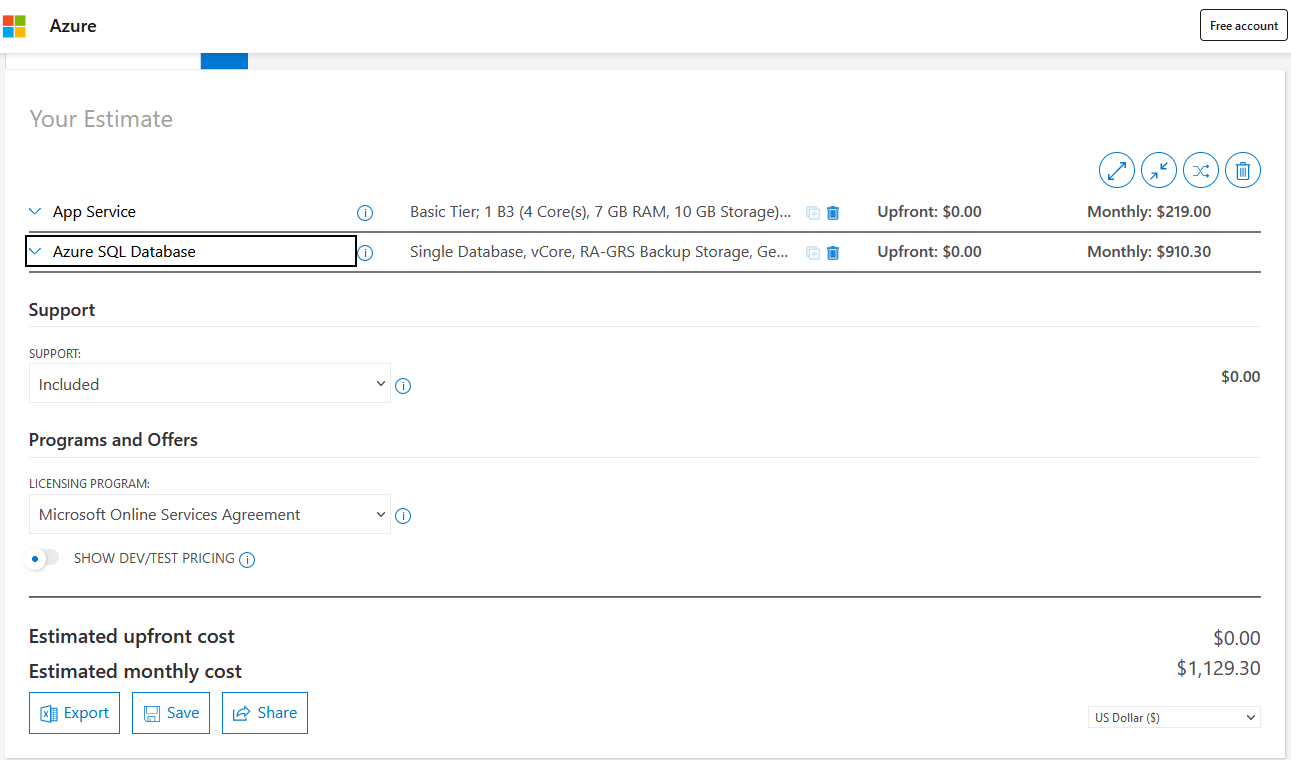 Azure
Free account
Your Estimate
App Service Basic Tier; 1 B3 (4 Core(s), 7 GB RAM, 10 GB Storage)... Upfront: $0.00 Monthly: $219.00
Azure SQL Database Single Database, vCore, RA-GRS Backup Storage, Ge... Upfront: $0.00 Monthly: $910.30
Support
SUPPORT:
Included
$0.00
Programs and Offers
LICENSING PROGRAM:
Microsoft Online Services Agreement
SHOW DEV/TEST PRICING
Estimated upfront cost $0.00
Estimated monthly cost $1,129.30
Export Save Share
US Dollar ($)